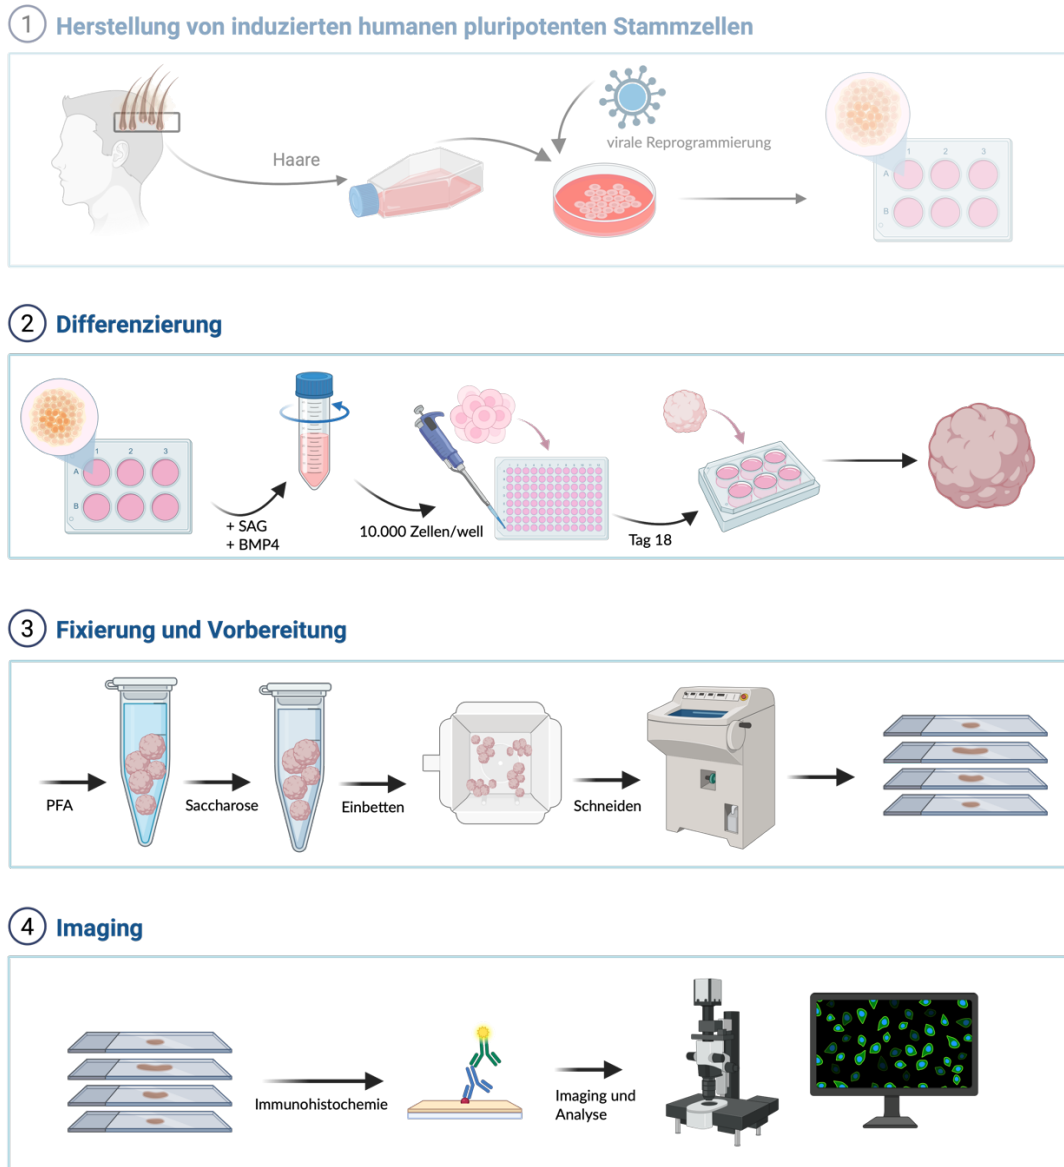 1 Herstellung von induzierten humanen pluripotenten Stammzellen
Haare
virale Reprogrammierung
1 2 3
A
B
2 Differenzierung
1 2 3
A
B
+ SAG
+ BMP4
10.000 Zellen/well
Tag 18
3 Fixierung und Vorbereitung
PFA
Saccharose
Einbetten
Schneiden
4 Imaging
Immunohistochemie
Imaging und
Analyse